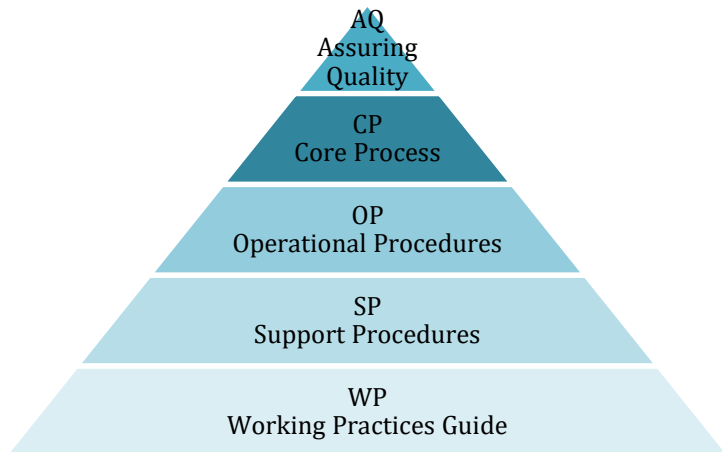 AQ
Assuring
Quality
CP
Core Process
OP
Operational Procedures
SP
Support Procedures
WP
Working Practices Guide